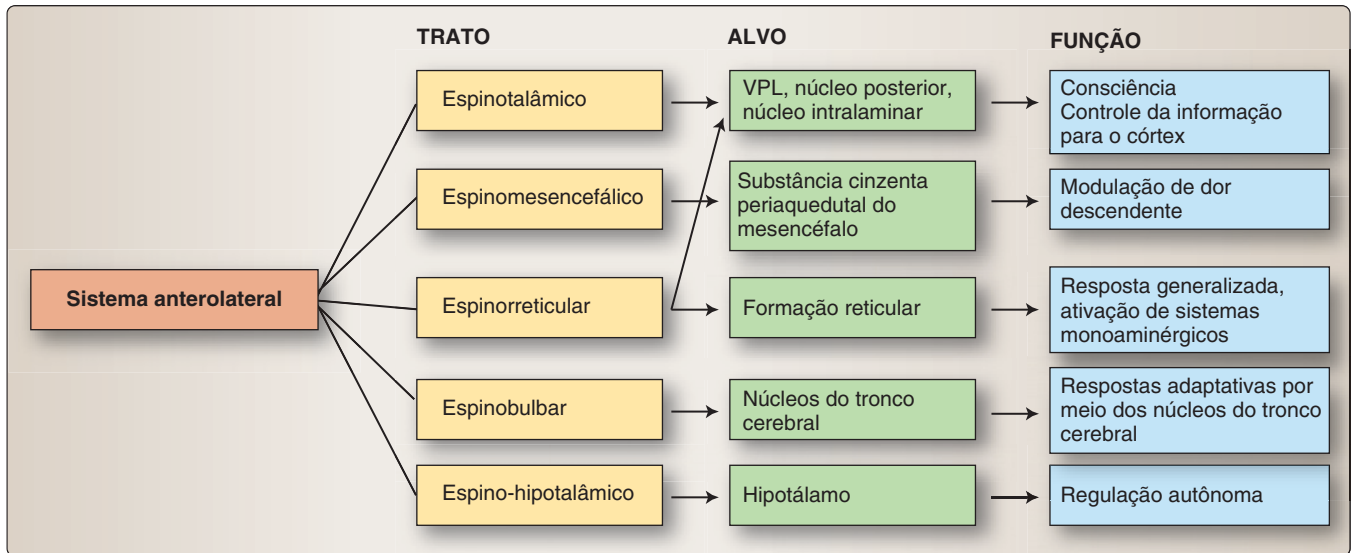 TRATO
ALVO
FUNÇÃO
Sistema anterolateral
Espinotalâmico
VPL, núcleo posterior,
núcleo intralaminar
Consciência
Controle da informação
para o córtex
Espinomesencefálico
Substância cinzenta
periaquedutal do
mesencéfalo
Modulação de dor
descendente
Espinorreticular
Formação reticular
Resposta generalizada,
ativação de sistemas
monoaminérgicos
Espinobulbar
Núcleos do tronco
cerebral
Respostas adaptativas por
meio dos núcleos do tronco
cerebral
Espino-hipotalâmico
Hipotálamo
Regulação autônoma